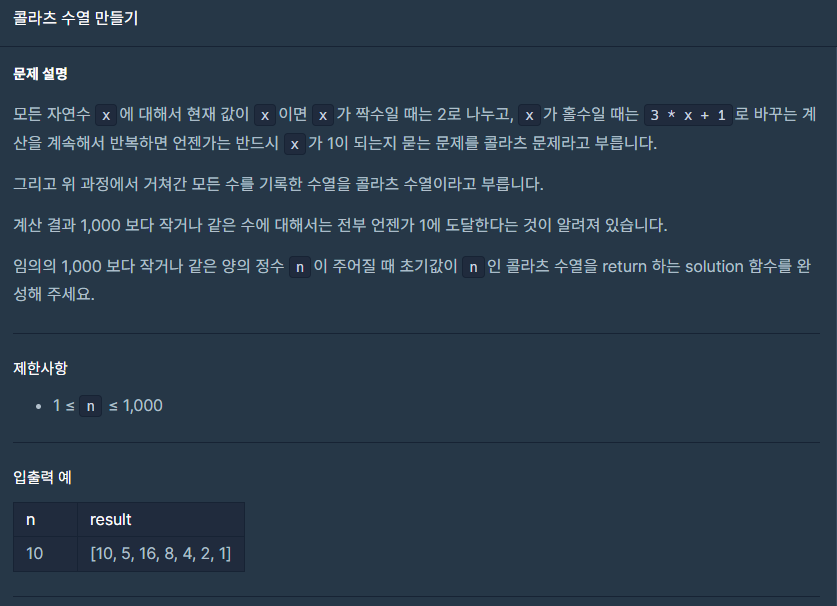 콜라츠 수열 만들기
문제 설명
모든 자연수 x 에 대해서 현재 값이 x 이면 x 가 짝수일 때는 2로 나누고, x 가 홀수일 때는 3 * x + 1 로 바꾸는 계
산을 계속해서 반복하면 언젠가는 반드시 x 가 1이 되는지 묻는 문제를 콜라츠 문제라고 부릅니다.
그리고 위 과정에서 거쳐간 모든 수를 기록한 수열을 콜라츠 수열이라고 부릅니다.
계산 결과 1,000 보다 작거나 같은 수에 대해서는 전부 언젠가 1에 도달한다는 것이 알려져 있습니다.
임의의 1,000 보다 작거나 같은 양의 정수 n 이 주어질 때 초기값이 n 인 콜라츠 수열을 return 하는 solution 함수를 완
성해 주세요.
제한사항
• 1 ≤ n ≤ 1,000
입출력 예
n result
10 [10, 5, 16, 8, 4, 2, 1]